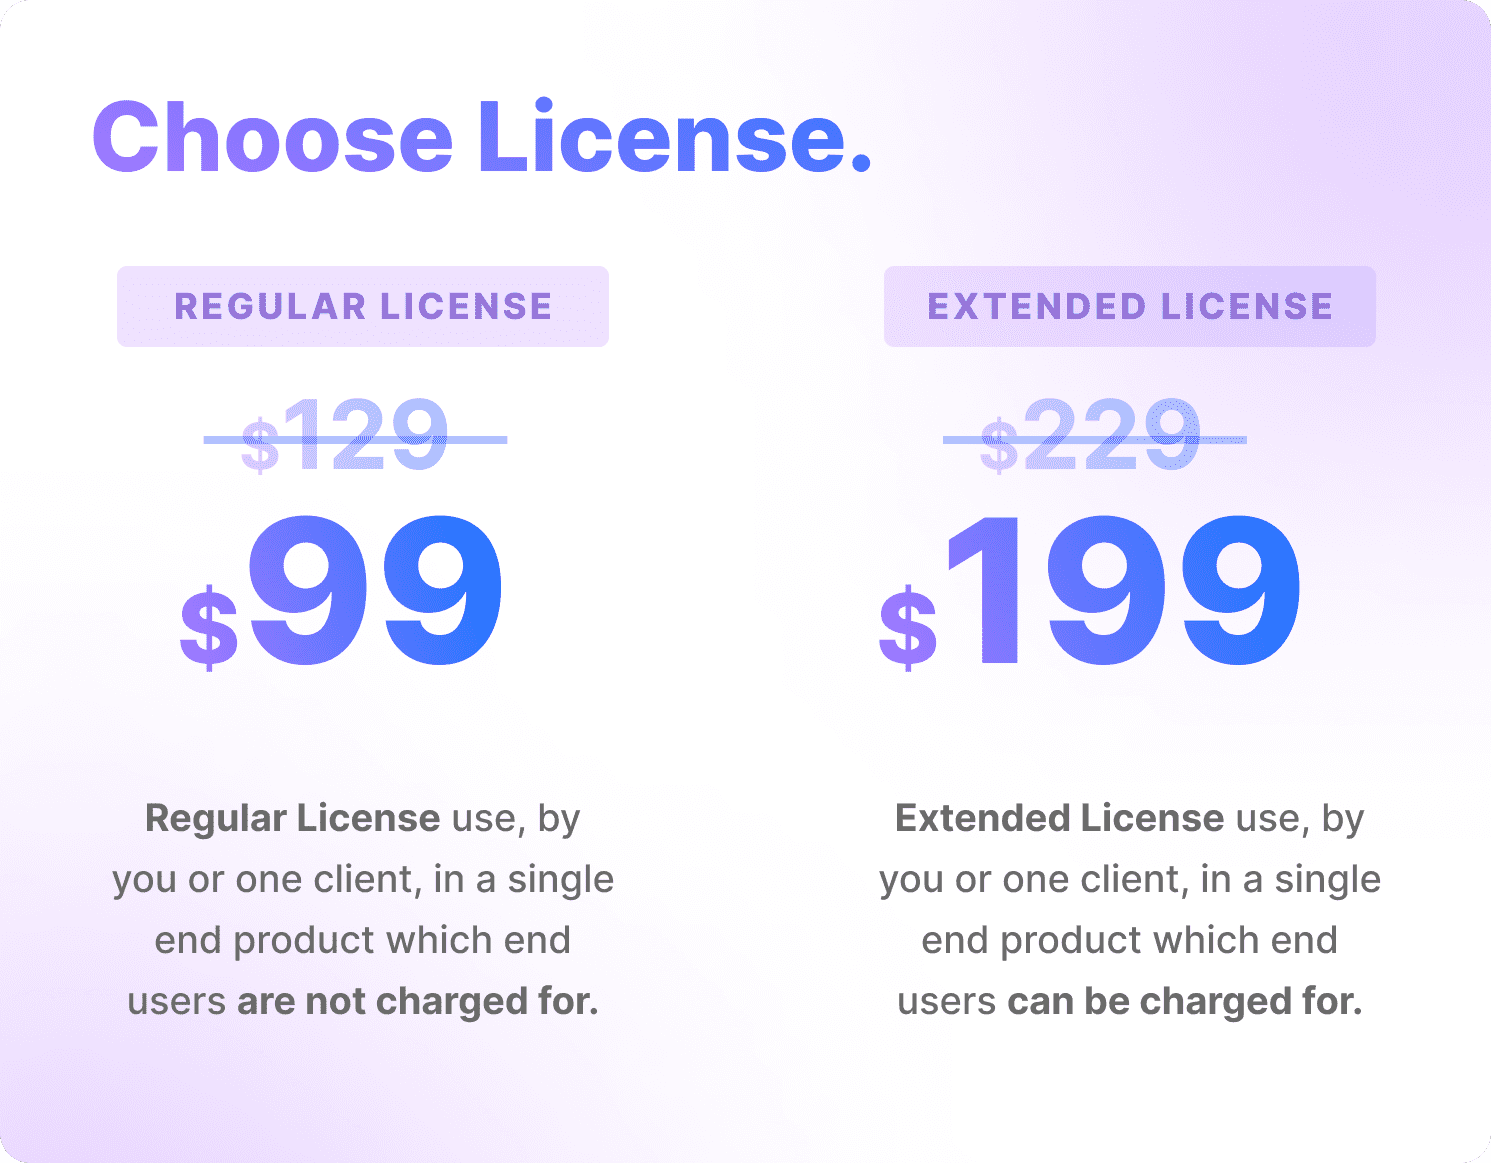 Choose License.
REGULAR LICENSE
$129
$99
Regular License use, by
you or one client, in a single
end product which end
users are not charged for.
EXTENDED LICENSE
$229
$199
Extended License use, by
you or one client, in a single
end product which end
users can be charged for.